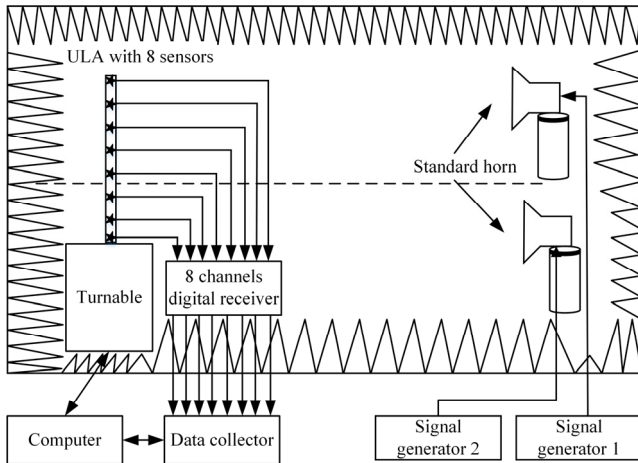 ULA with 8 sensors
Standard horn
Turnable
8 channels
digital receiver
Computer
Data collector
Signal
generator 2
Signal
generator 1